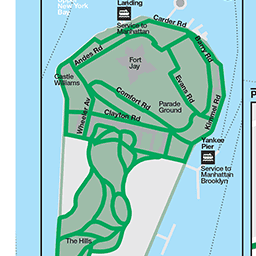 New York
Bay
Landing
Service to
Manhattan
Carder Rd
Barry Rd
Andes Rd
Fort
Jay
Castle
Williams
Evans Rd
Comfort Rd
Parade
Ground
Clayton Rd
Wheeler Av
Kimmel Rd
Yankee
Pier
Service to
Manhattan
Brooklyn
The Hills
P